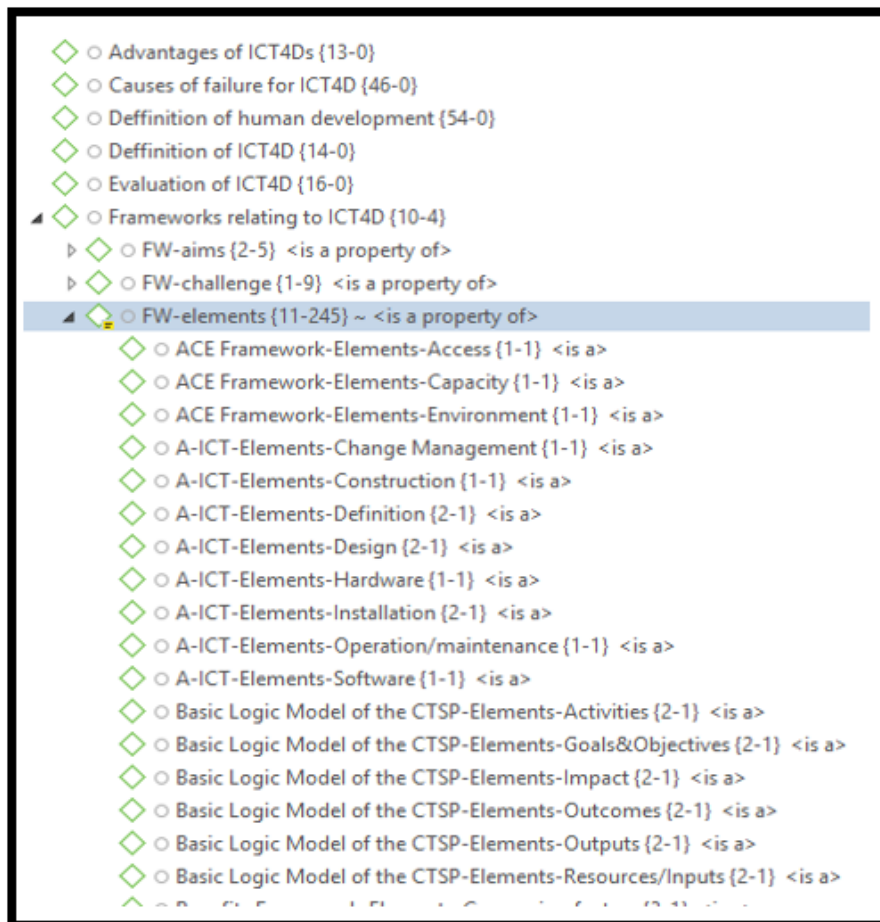 Advantages of ICT4Ds {13-0}
Causes of failure for ICT4D {46-0}
Deffinition of human development {54-0}
Deffinition of ICT4D {14-0}
Evaluation of ICT4D {16-0}
Frameworks relating to ICT4D {10-4}
FW-aims {2-5} <is a property of>
FW-challenge {1-9} <is a property of>
FW-elements {11-245} ~ <is a property of>
ACE Framework-Elements-Access {1-1} <is a>
ACE Framework-Elements-Capacity {1-1} <is a>
ACE Framework-Elements-Environment {1-1} <is a>
A-ICT-Elements-Change Management {1-1} <is a>
A-ICT-Elements-Construction {1-1} <is a>
A-ICT-Elements-Definition {2-1} <is a>
A-ICT-Elements-Design {2-1} <is a>
A-ICT-Elements-Hardware {1-1} <is a>
A-ICT-Elements-Installation {2-1} <is a>
A-ICT-Elements-Operation/maintenance {1-1} <is a>
A-ICT-Elements-Software {1-1} <is a>
Basic Logic Model of the CTSP-Elements-Activities {2-1} <is a>
Basic Logic Model of the CTSP-Elements-Goals&Objectives {2-1} <is a>
Basic Logic Model of the CTSP-Elements-Impact {2-1} <is a>
Basic Logic Model of the CTSP-Elements-Outcomes {2-1} <is a>
Basic Logic Model of the CTSP-Elements-Outputs {2-1} <is a>
Basic Logic Model of the CTSP-Elements-Resources/Inputs {2-1} <is a>